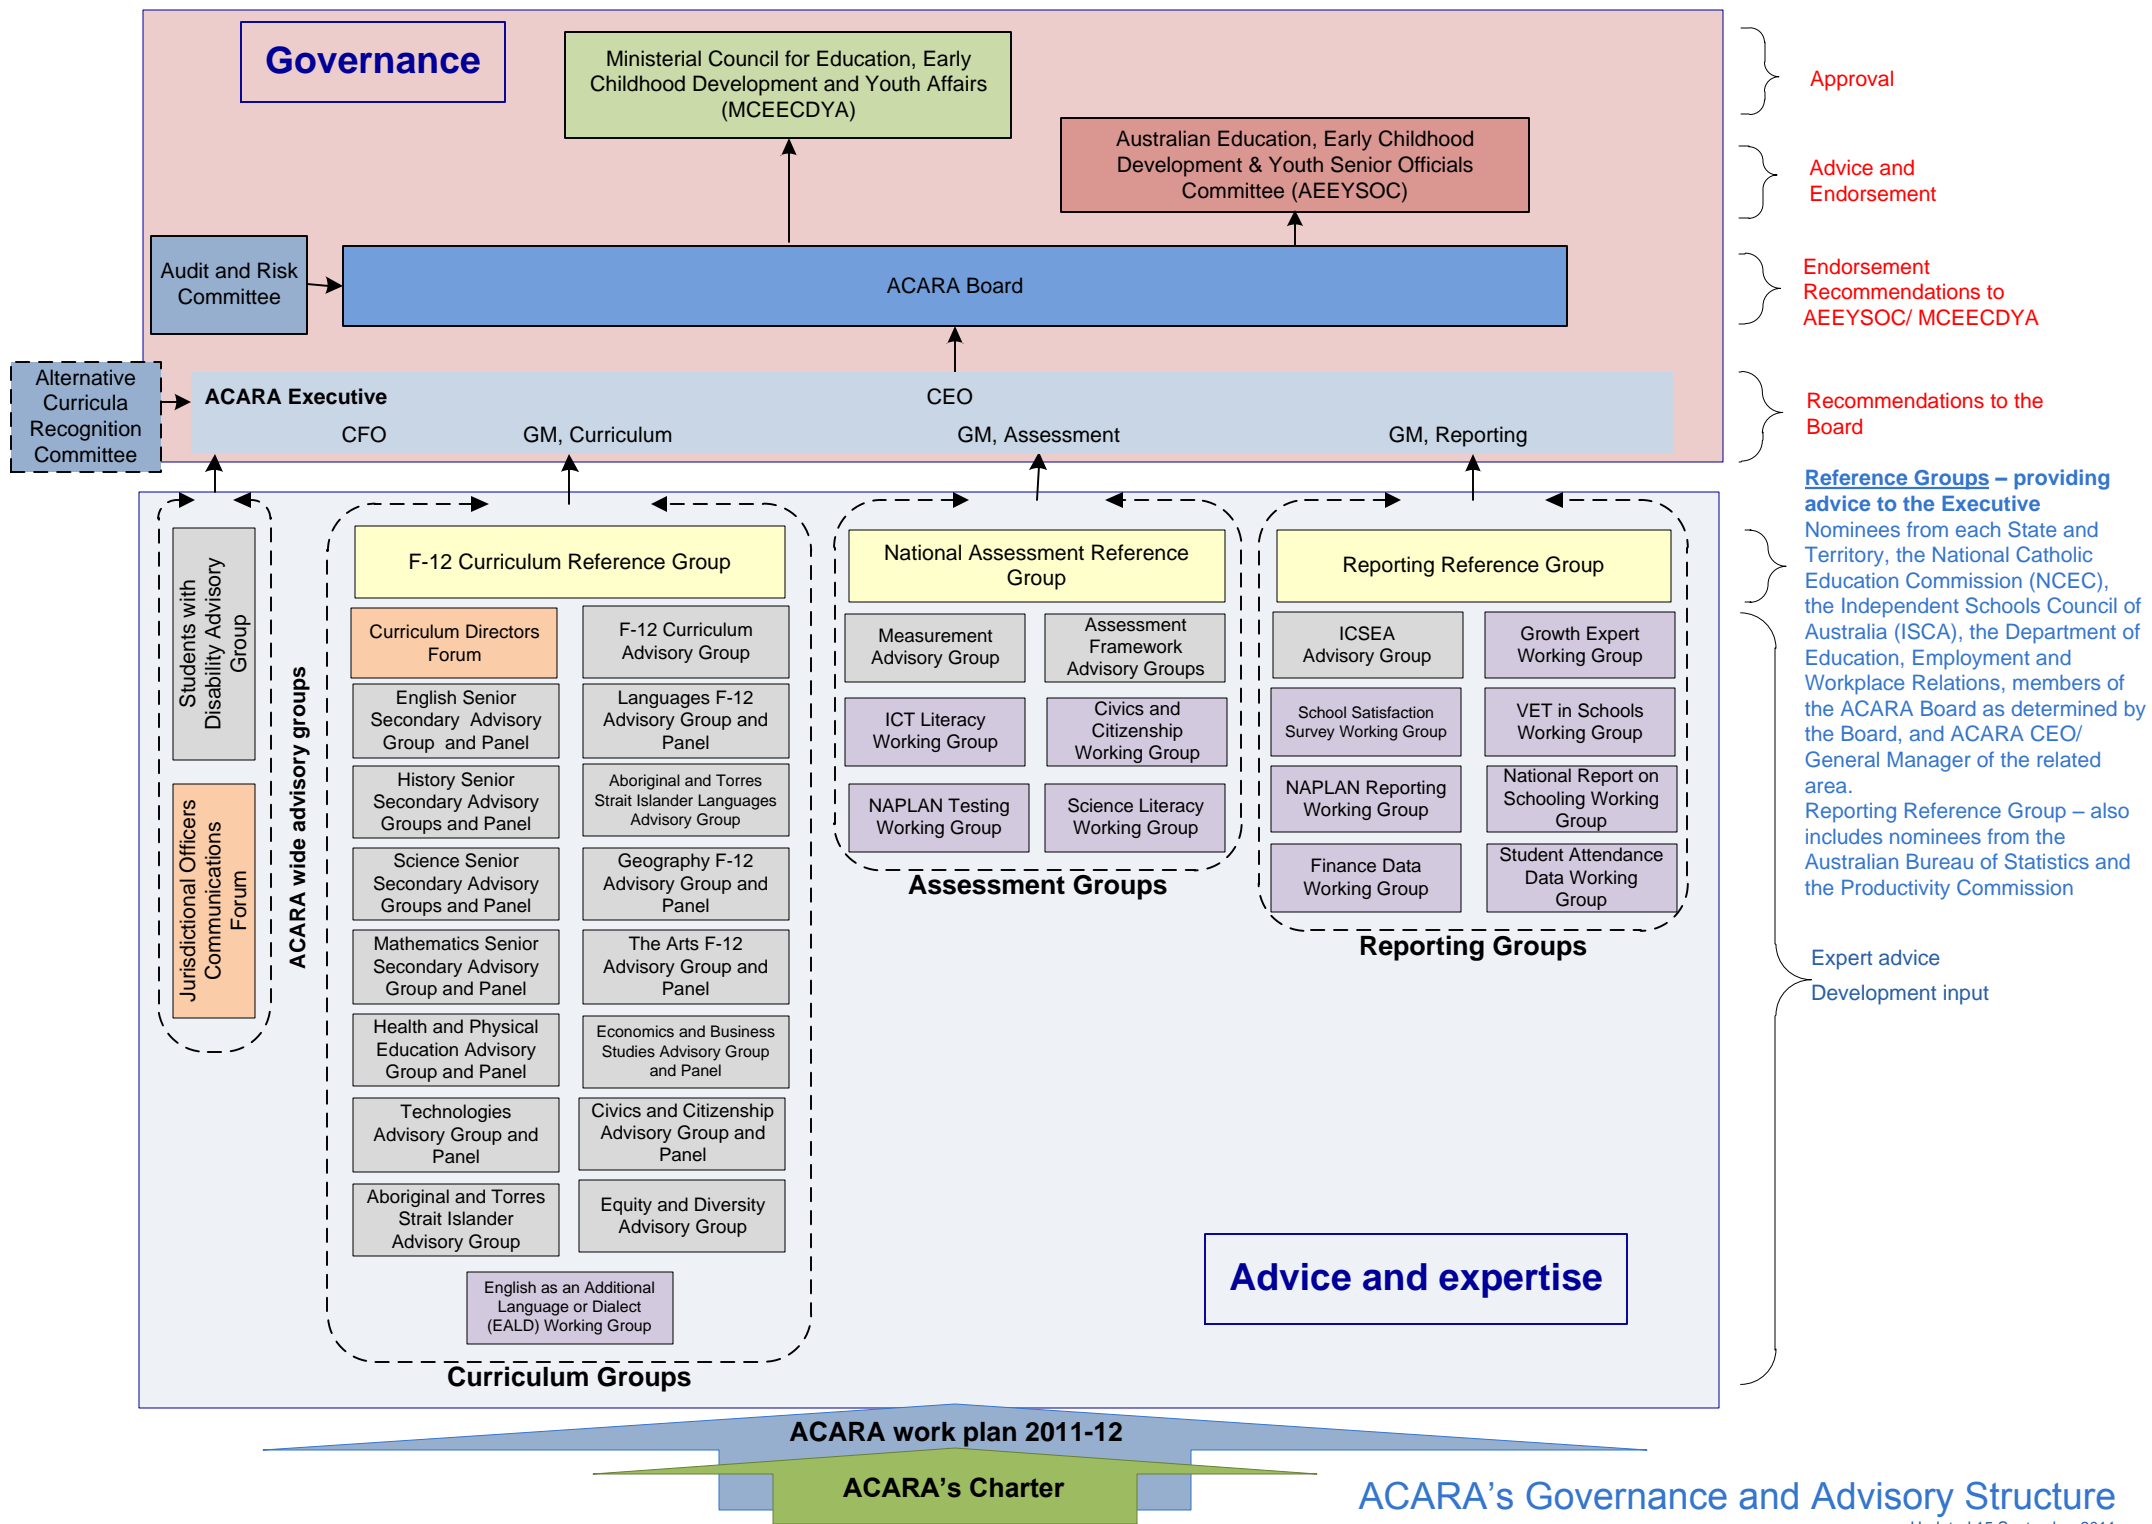 Governance
Ministerial Council for Education, Early
Childhood Development and Youth Affairs
(MCEECDYA)
Approval
Australian Education, Early Childhood
Development & Youth Senior Officials
Committee (AEEYSOC)
Advice and
Endorsement
Audit and Risk
Committee
ACARA Board
Endorsement
Recommendations to
AEEYSOC/ MCEECDYA
Alternative
Curricula
Recognition
Committee
ACARA Executive
CEO
CFO
GM, Curriculum
GM, Assessment
GM, Reporting
Recommendations to the
Board
Reference Groups – providing
advice to the Executive
Nominees from each State and
Territory, the National Catholic
Education Commission (NCEC),
the Independent Schools Council of
Australia (ISCA), the Department of
Education, Employment and
Workplace Relations, members of
the ACARA Board as determined by
the Board, and ACARA CEO/
General Manager of the related
area.
Reporting Reference Group – also
includes nominees from the
Australian Bureau of Statistics and
the Productivity Commission
Expert advice
Development input
Students with
Disability Advisory
Group
Jurisdictional Officers
Communications
Forum
ACARA wide advisory groups
F-12 Curriculum Reference Group
Curriculum Directors
Forum
F-12 Curriculum
Advisory Group
English Senior
Secondary  Advisory
Group  and Panel
Languages F-12
Advisory Group and
Panel
History Senior
Secondary Advisory
Groups and Panel
Aboriginal and Torres
Strait Islander Languages
Advisory Group
Science Senior
Secondary Advisory
Groups and Panel
Geography F-12
Advisory Group and
Panel
Mathematics Senior
Secondary Advisory
Group and Panel
The Arts F-12
Advisory Group and
Panel
Health and Physical
Education Advisory
Group and Panel
Economics and Business
Studies Advisory Group
and Panel
Technologies
Advisory Group and
Panel
Civics and Citizenship
Advisory Group and
Panel
Aboriginal and Torres
Strait Islander
Advisory Group
Equity and Diversity
Advisory Group
English as an Additional
Language or Dialect
(EALD) Working Group
Curriculum Groups
National Assessment Reference
Group
Measurement
Advisory Group
Assessment
Framework
Advisory Groups
ICT Literacy
Working Group
Civics and
Citizenship
Working Group
NAPLAN Testing
Working Group
Science Literacy
Working Group
Assessment Groups
Reporting Reference Group
ICSEA
Advisory Group
Growth Expert
Working Group
School Satisfaction
Survey Working Group
VET in Schools
Working Group
NAPLAN Reporting
Working Group
National Report on
Schooling Working
Group
Finance Data
Working Group
Student Attendance
Data Working
Group
Reporting Groups
Advice and expertise
ACARA work plan 2011-12
ACARA's Charter
ACARA's Governance and Advisory Structure